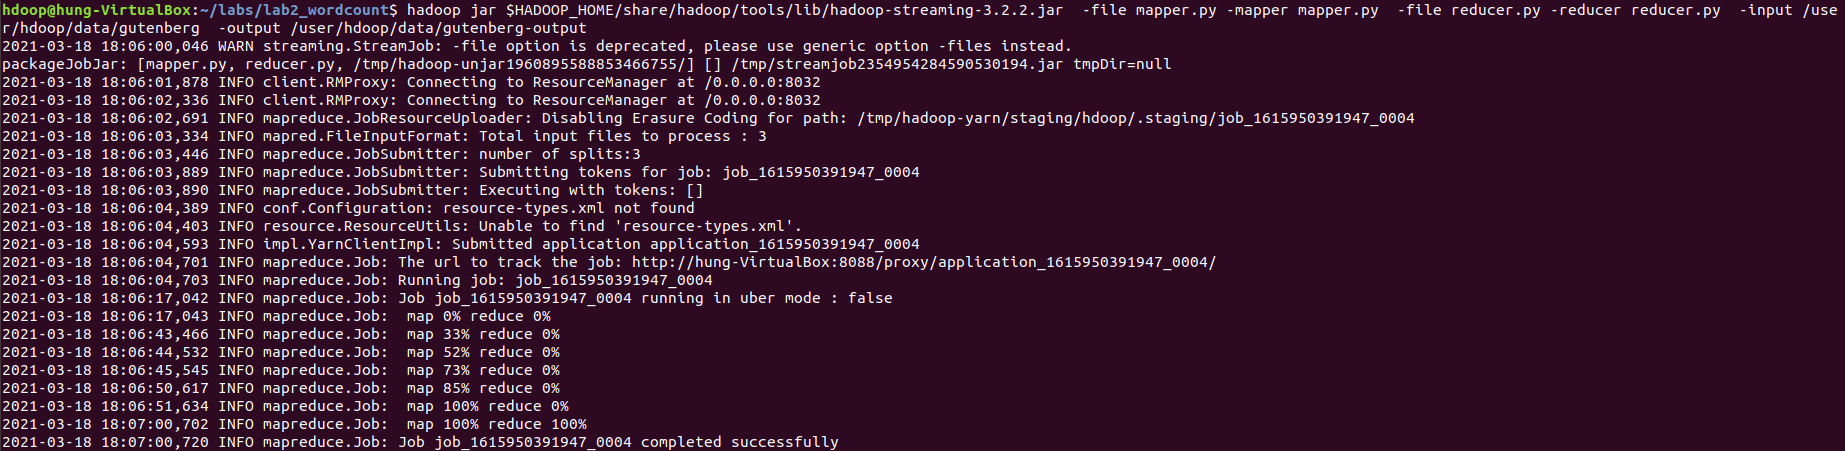 hdoop@hung-VirtualBox:~/labs/lab2_wordcount$ hadoop jar $HADOOP_HOME/share/hadoop/tools/lib/hadoop-streaming-3.2.2.jar  -file mapper.py -mapper mapper.py  -file reducer.py -reducer reducer.py  -input /use
r/hdoop/data/gutenberg  -output /user/hdoop/data/gutenberg-output
2021-03-18 18:06:00,046 WARN streaming.StreamJob: -file option is deprecated, please use generic option -files instead.
packageJobJar: [mapper.py, reducer.py, /tmp/hadoop-unjar1960895588853466755/] [] /tmp/streamjob2354954284590530194.jar tmpDir=null
2021-03-18 18:06:01,878 INFO client.RMProxy: Connecting to ResourceManager at /0.0.0.0:8032
2021-03-18 18:06:02,336 INFO client.RMProxy: Connecting to ResourceManager at /0.0.0.0:8032
2021-03-18 18:06:02,691 INFO mapreduce.JobResourceUploader: Disabling Erasure Coding for path: /tmp/hadoop-yarn/staging/hdoop/.staging/job_1615950391947_0004
2021-03-18 18:06:03,334 INFO mapred.FileInputFormat: Total input files to process : 3
2021-03-18 18:06:03,446 INFO mapreduce.JobSubmitter: number of splits:3
2021-03-18 18:06:03,889 INFO mapreduce.JobSubmitter: Submitting tokens for job: job_1615950391947_0004
2021-03-18 18:06:03,890 INFO mapreduce.JobSubmitter: Executing with tokens: []
2021-03-18 18:06:04,389 INFO conf.Configuration: resource-types.xml not found
2021-03-18 18:06:04,403 INFO resource.ResourceUtils: Unable to find 'resource-types.xml'.
2021-03-18 18:06:04,593 INFO impl.YarnClientImpl: Submitted application application_1615950391947_0004
2021-03-18 18:06:04,701 INFO mapreduce.Job: The url to track the job: http://hung-VirtualBox:8088/proxy/application_1615950391947_0004/
2021-03-18 18:06:04,703 INFO mapreduce.Job: Running job: job_1615950391947_0004
2021-03-18 18:06:17,042 INFO mapreduce.Job: Job job_1615950391947_0004 running in uber mode : false
2021-03-18 18:06:17,043 INFO mapreduce.Job:  map 0% reduce 0%
2021-03-18 18:06:43,466 INFO mapreduce.Job:  map 33% reduce 0%
2021-03-18 18:06:44,532 INFO mapreduce.Job:  map 52% reduce 0%
2021-03-18 18:06:45,545 INFO mapreduce.Job:  map 73% reduce 0%
2021-03-18 18:06:50,617 INFO mapreduce.Job:  map 85% reduce 0%
2021-03-18 18:06:51,634 INFO mapreduce.Job:  map 100% reduce 0%
2021-03-18 18:07:00,702 INFO mapreduce.Job:  map 100% reduce 100%
2021-03-18 18:07:00,720 INFO mapreduce.Job: Job job_1615950391947_0004 completed successfully